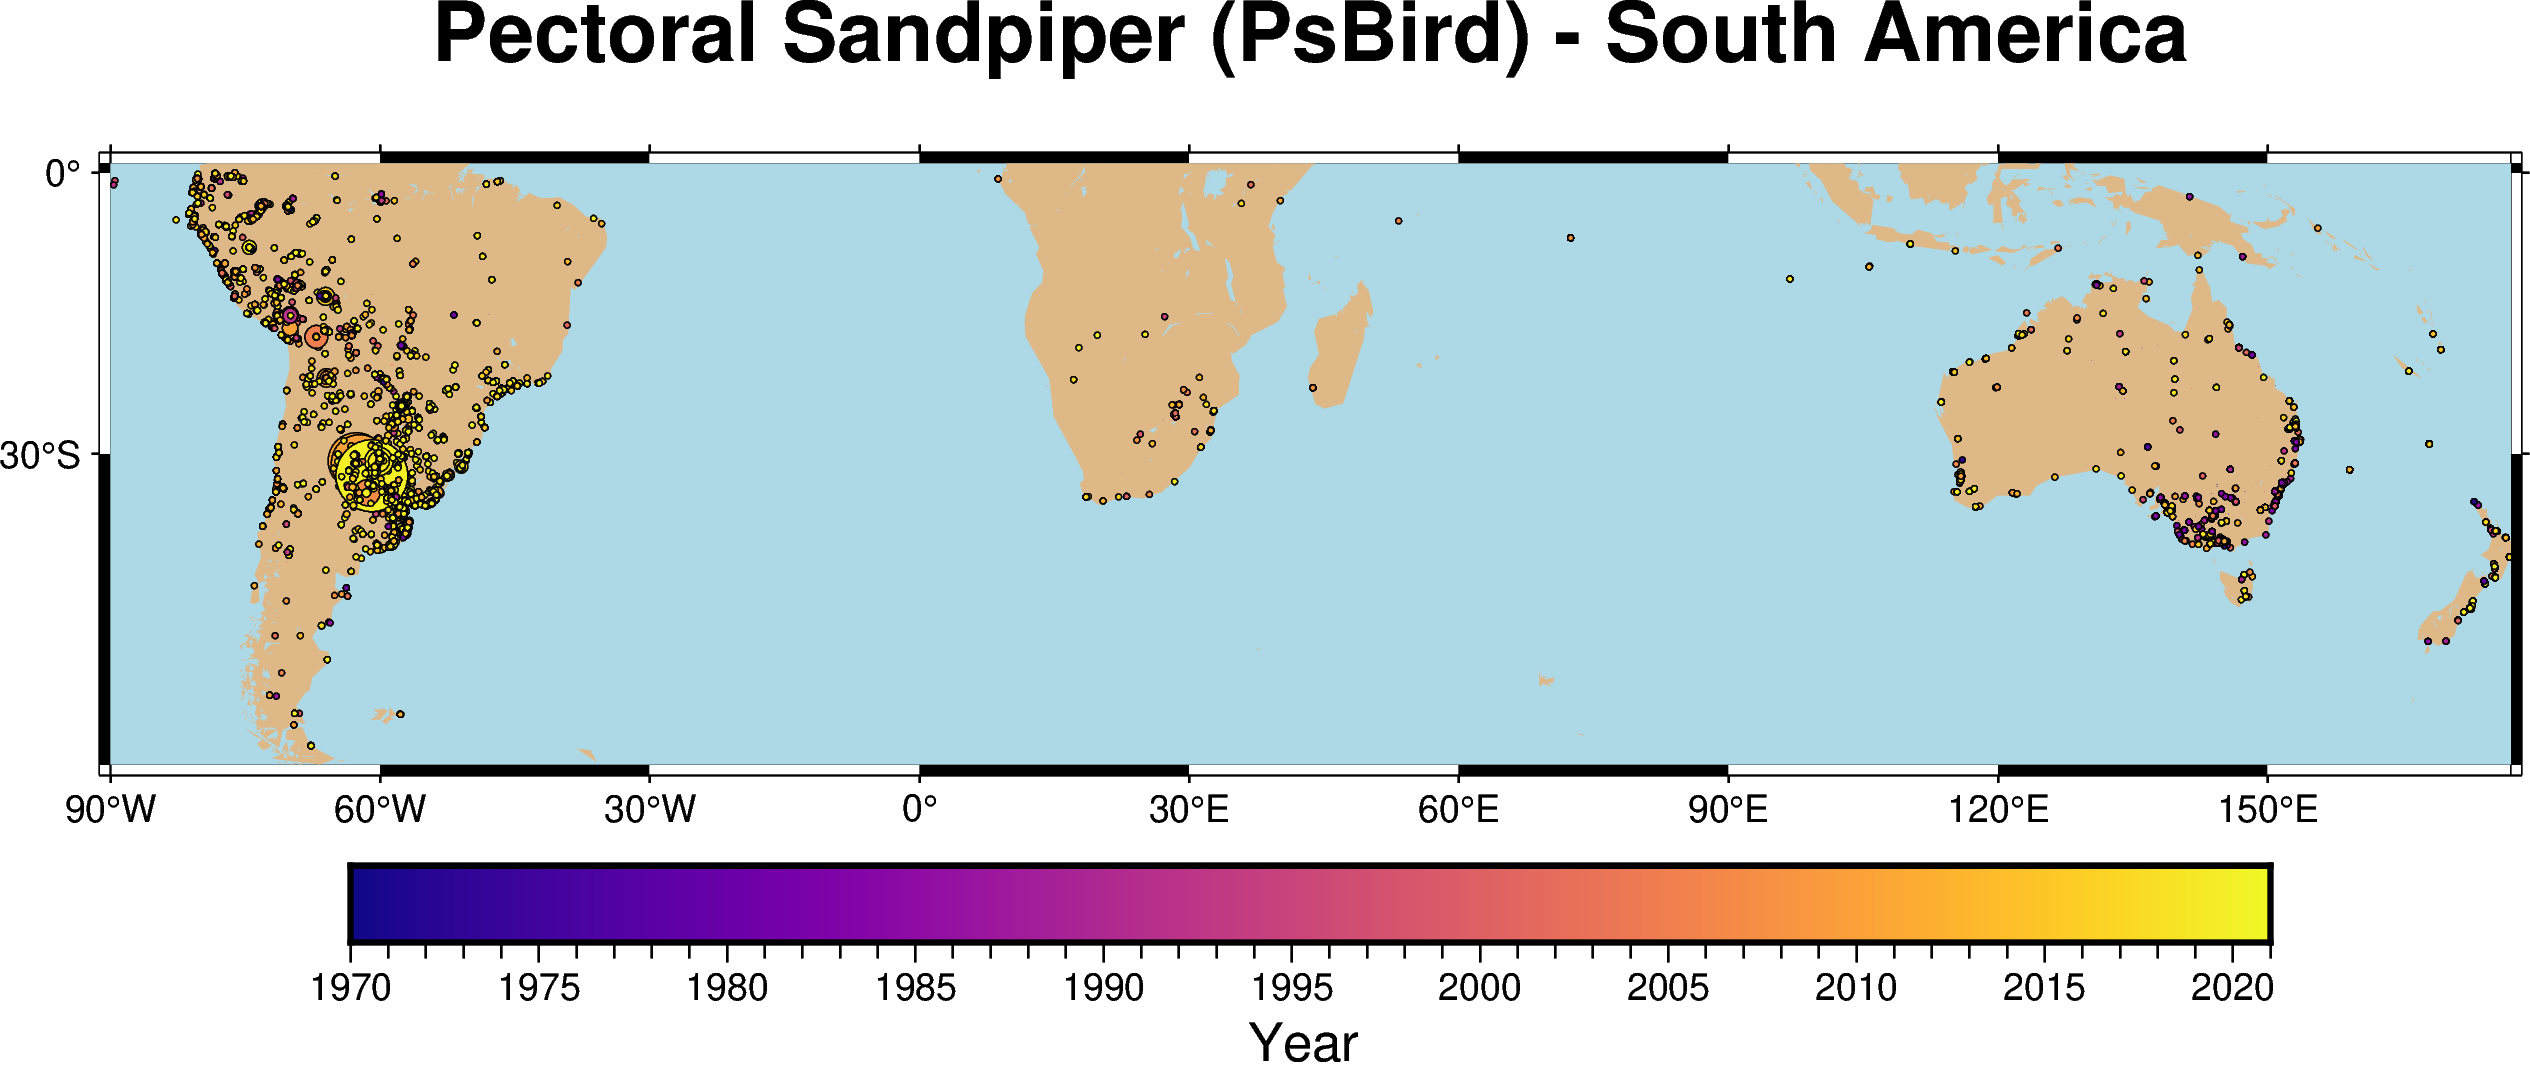 Pectoral Sandpiper (PsBird) - South America
0°
30°S
90°W 60°W 30°W 0° 30°E 60°E 90°E 120°E 150°E
1970 1975 1980 1985 1990 1995 2000 2005 2010 2015 2020
Year